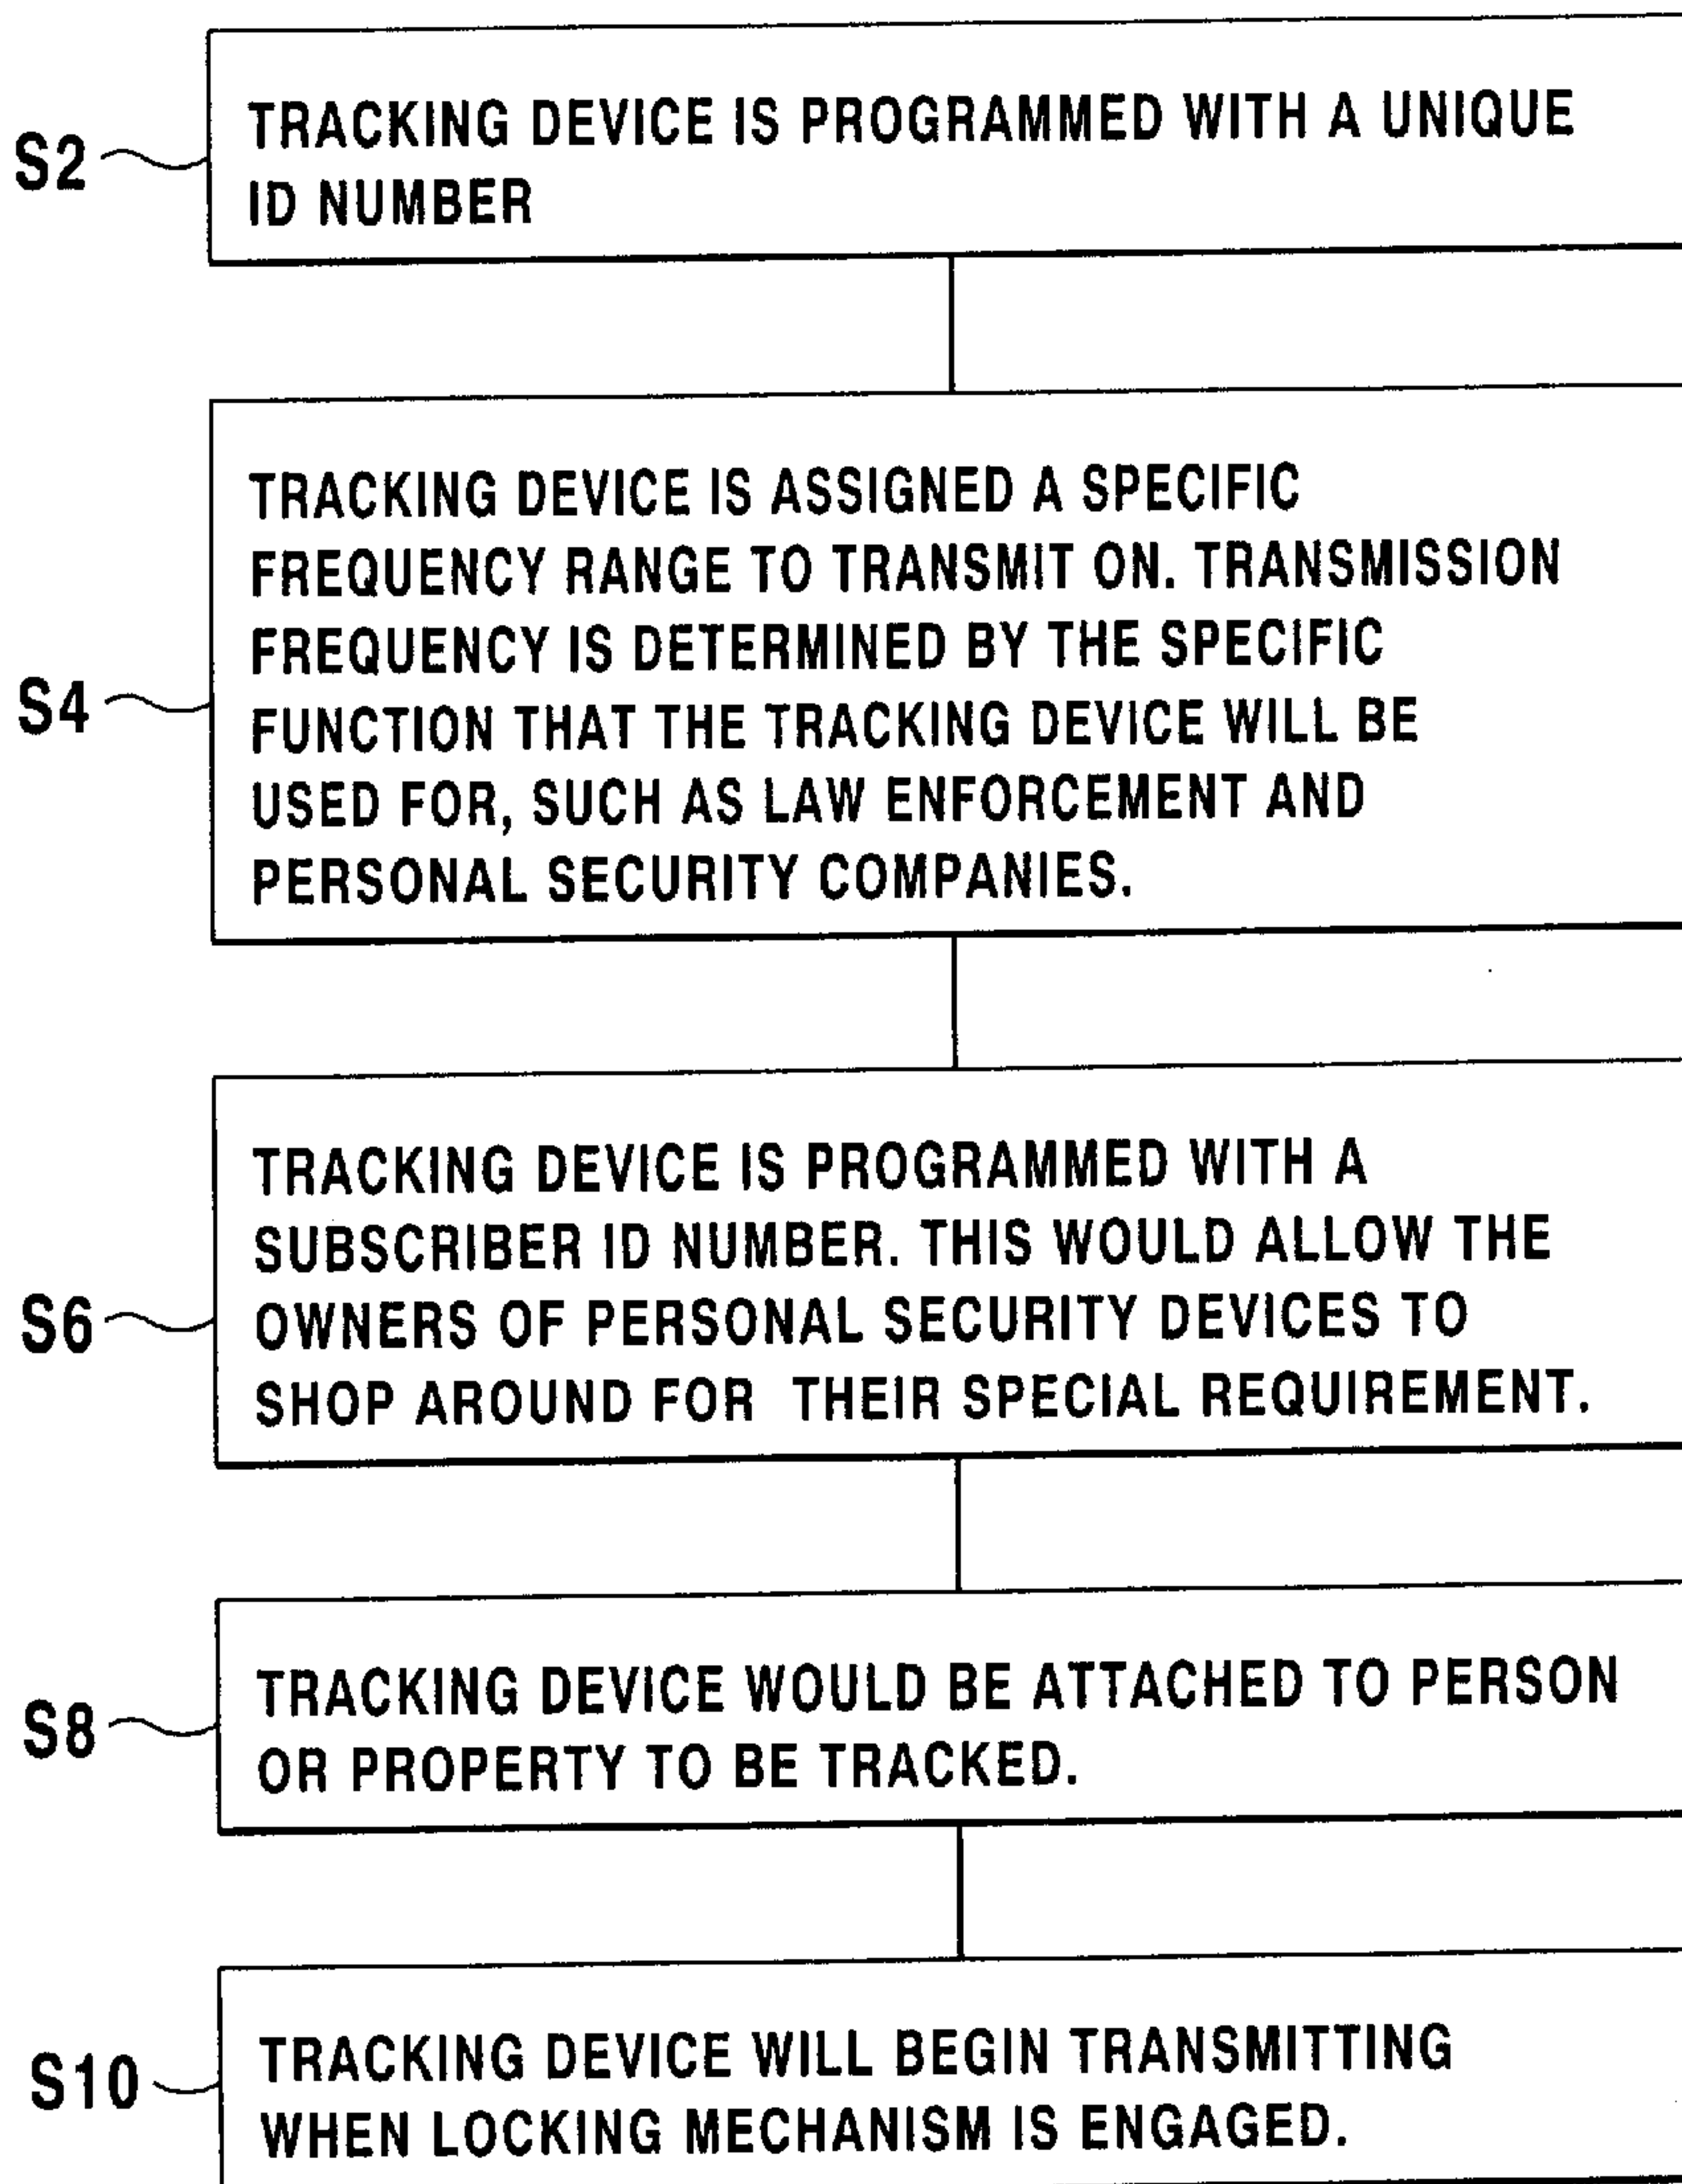 TRACKING DEVICE IS PROGRAMMED WITH A UNIQUE
S2
ID NUMBER
TRACKING DEVICE IS ASSIGNED A SPECIFIC
FREQUENCY RANGE TO TRANSMIT ON. TRANSMISSION
FREQUENCY IS DETERMINED BY THE SPECIFIC
S4
FUNCTION THAT THE TRACKING DEVICE WILL BE
USED FOR, SUCH AS LAW ENFORCEMENT AND
PERSONAL SECURITY COMPANIES.
TRACKING DEVICE IS PROGRAMMED WITH A
SUBSCRIBER ID NUMBER. THIS WOULD ALLOW THE
S6
OWNERS OF PERSONAL SECURITY DEVICES TO
SHOP AROUND FOR THEIR SPECIAL REQUIREMENT.
TRACKING DEVICE WOULD BE ATTACHED TO PERSON
S8
OR PROPERTY TO BE TRACKED.
TRACKING DEVICE WILL BEGIN TRANSMITTING
S10
WHEN LOCKING MECHANISM IS ENGAGED.